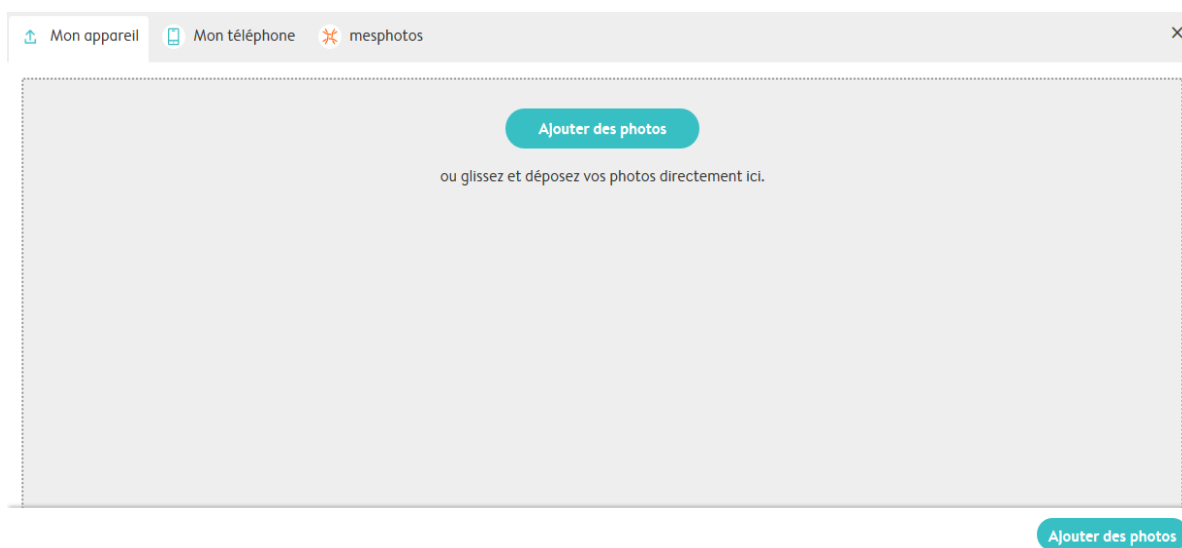 Mon appareil Mon téléphone mesphotos
Ajouter des photos
ou glissez et déposez vos photos directement ici.
Ajouter des photos